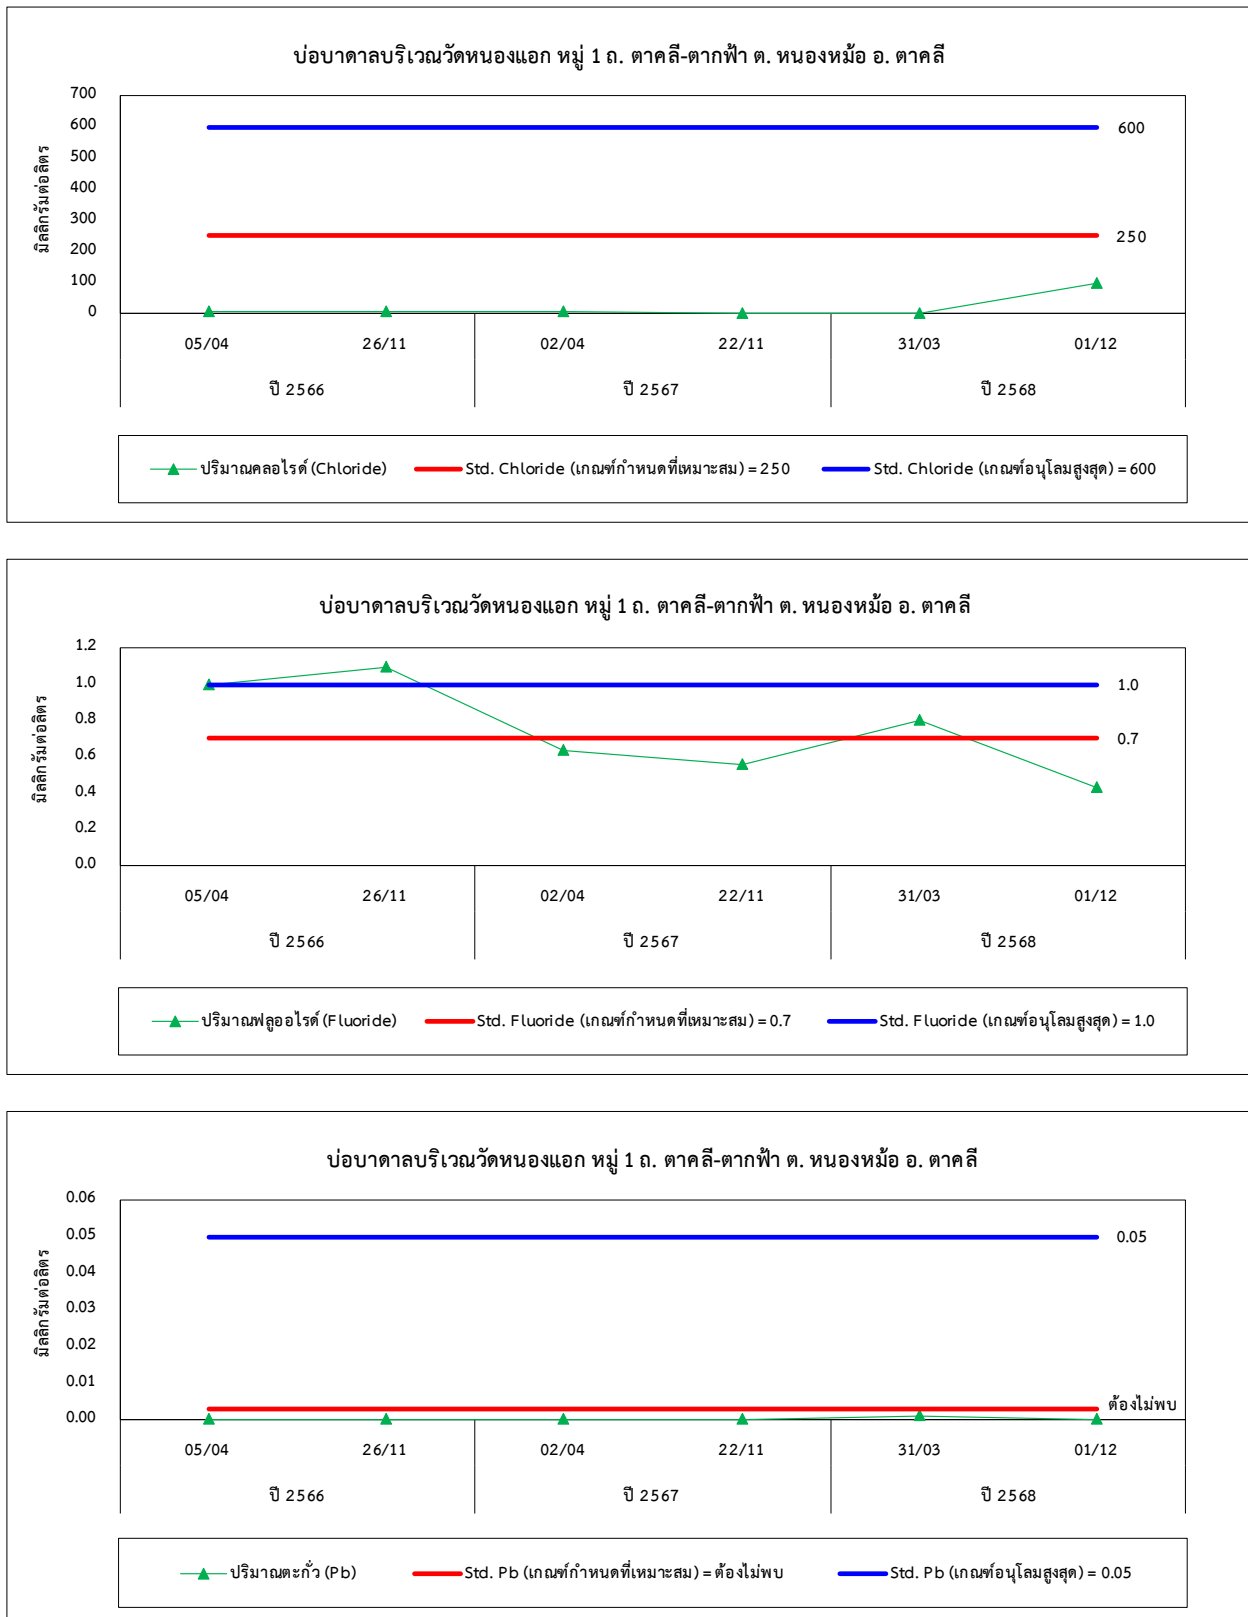 บ่อบาดาลบริเวณวัดหนองแอก หมู่ 1 ถ. ตาคลี-ตากฟ้า ต. หนองหม้อ อ. ตาคลี
มิลลิกรัมต่อลิตร
700
600
500
400
300
200
100
0
600
250
05/04 26/11 02/04 22/11 31/03 01/12
ปี 2566 ปี 2567 ปี 2568
ปริมาณคลอไรด์ (Chloride) Std. Chloride (เกณฑ์กำหนดที่เหมาะสม) = 250 Std. Chloride (เกณฑ์อนุโลมสูงสุด) = 600
บ่อบาดาลบริเวณวัดหนองแอก หมู่ 1 ถ. ตาคลี-ตากฟ้า ต. หนองหม้อ อ. ตาคลี
มิลลิกรัมต่อลิตร
1.2
1.0
0.8
0.6
0.4
0.2
0.0
1.0
0.7
05/04 26/11 02/04 22/11 31/03 01/12
ปี 2566 ปี 2567 ปี 2568
ปริมาณฟลูออไรด์ (Fluoride) Std. Fluoride (เกณฑ์กำหนดที่เหมาะสม) = 0.7 Std. Fluoride (เกณฑ์อนุโลมสูงสุด) = 1.0
บ่อบาดาลบริเวณวัดหนองแอก หมู่ 1 ถ. ตาคลี-ตากฟ้า ต. หนองหม้อ อ. ตาคลี
มิลลิกรัมต่อลิตร
0.06
0.05
0.04
0.03
0.02
0.01
0.00
0.05
ต้องไม่พบ
05/04 26/11 02/04 22/11 31/03 01/12
ปี 2566 ปี 2567 ปี 2568
ปริมาณตะกั่ว (Pb) Std. Pb (เกณฑ์กำหนดที่เหมาะสม) = ต้องไม่พบ Std. Pb (เกณฑ์อนุโลมสูงสุด) = 0.05